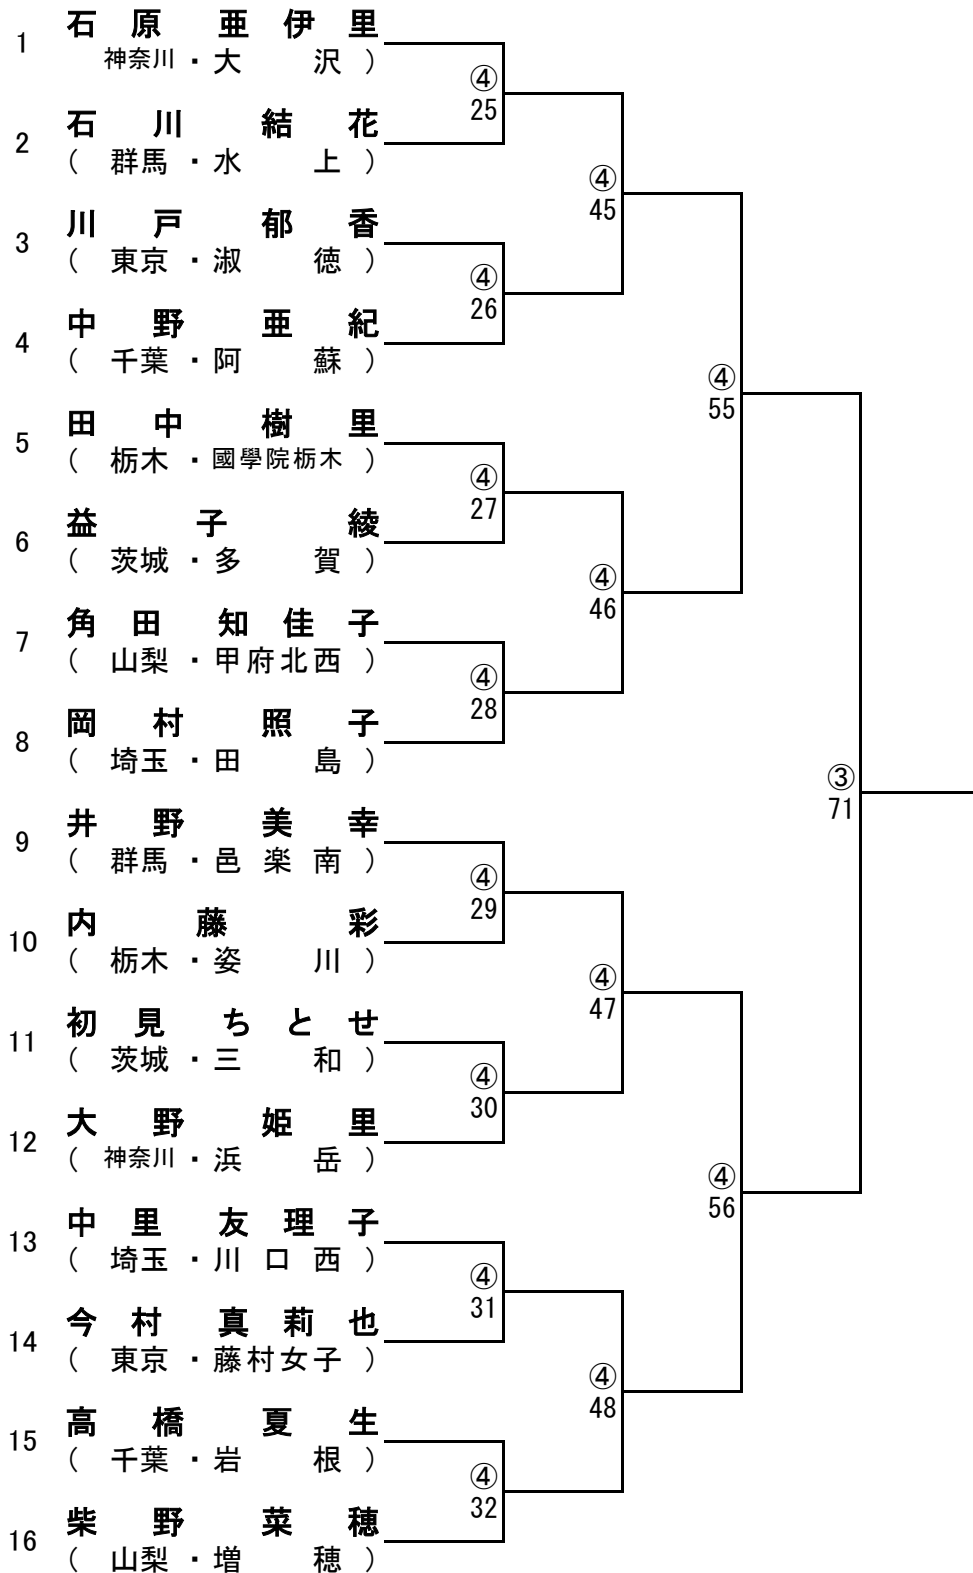 1 石原 亜伊里
神奈川・大沢）
2 石川 結花
（群馬・水上）
3 川戸 郁香
（東京・淑徳）
4 中野 亜紀
（千葉・阿蘇）
5 田中 樹里
（栃木・國學院栃木）
6 益子 綾
（茨城・多賀）
7 角田 知佳子
（山梨・甲府北西）
8 岡村 照子
（埼玉・田島）
9 井野 美幸
（群馬・邑楽南）
10 内藤 彩
（栃木・姿川）
11 初見 ちとせ
（茨城・三和）
12 大野 姫里
（神奈川・浜岳）
13 中里 友理子
（埼玉・川口西）
14 今村 真莉也
（東京・藤村女子）
15 高橋 夏生
（千葉・岩根）
16 柴野 菜穂
（山梨・増穂）
④
25
④
26
④
27
④
28
④
29
④
30
④
31
④
32
④
45
④
46
④
47
④
48
④
55
④
56
③
71